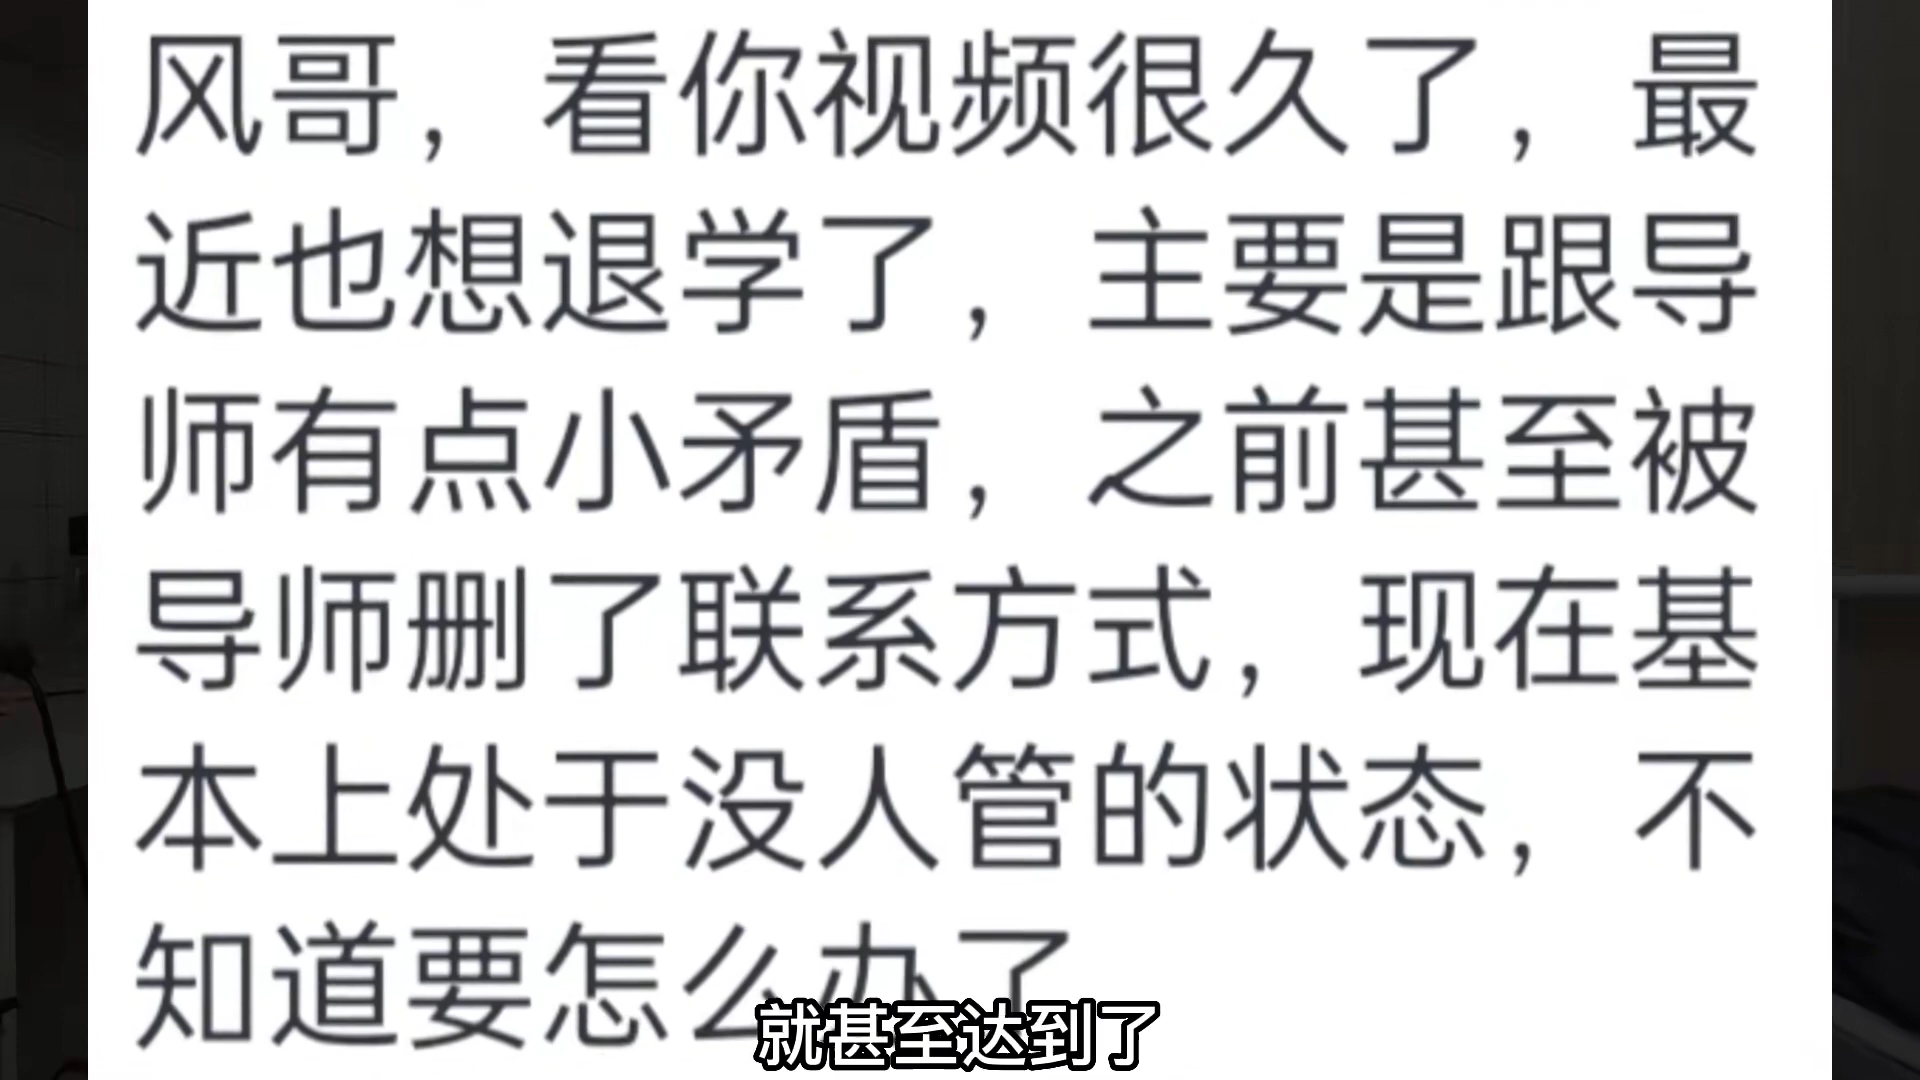 风哥，看你视频很久了，最
近也想退学了，主要是跟导
师有点小矛盾，之前甚至被
导师删了联系方式，现在基
本上处于没人管的状态，不
知道要怎么办了
就甚至达到了